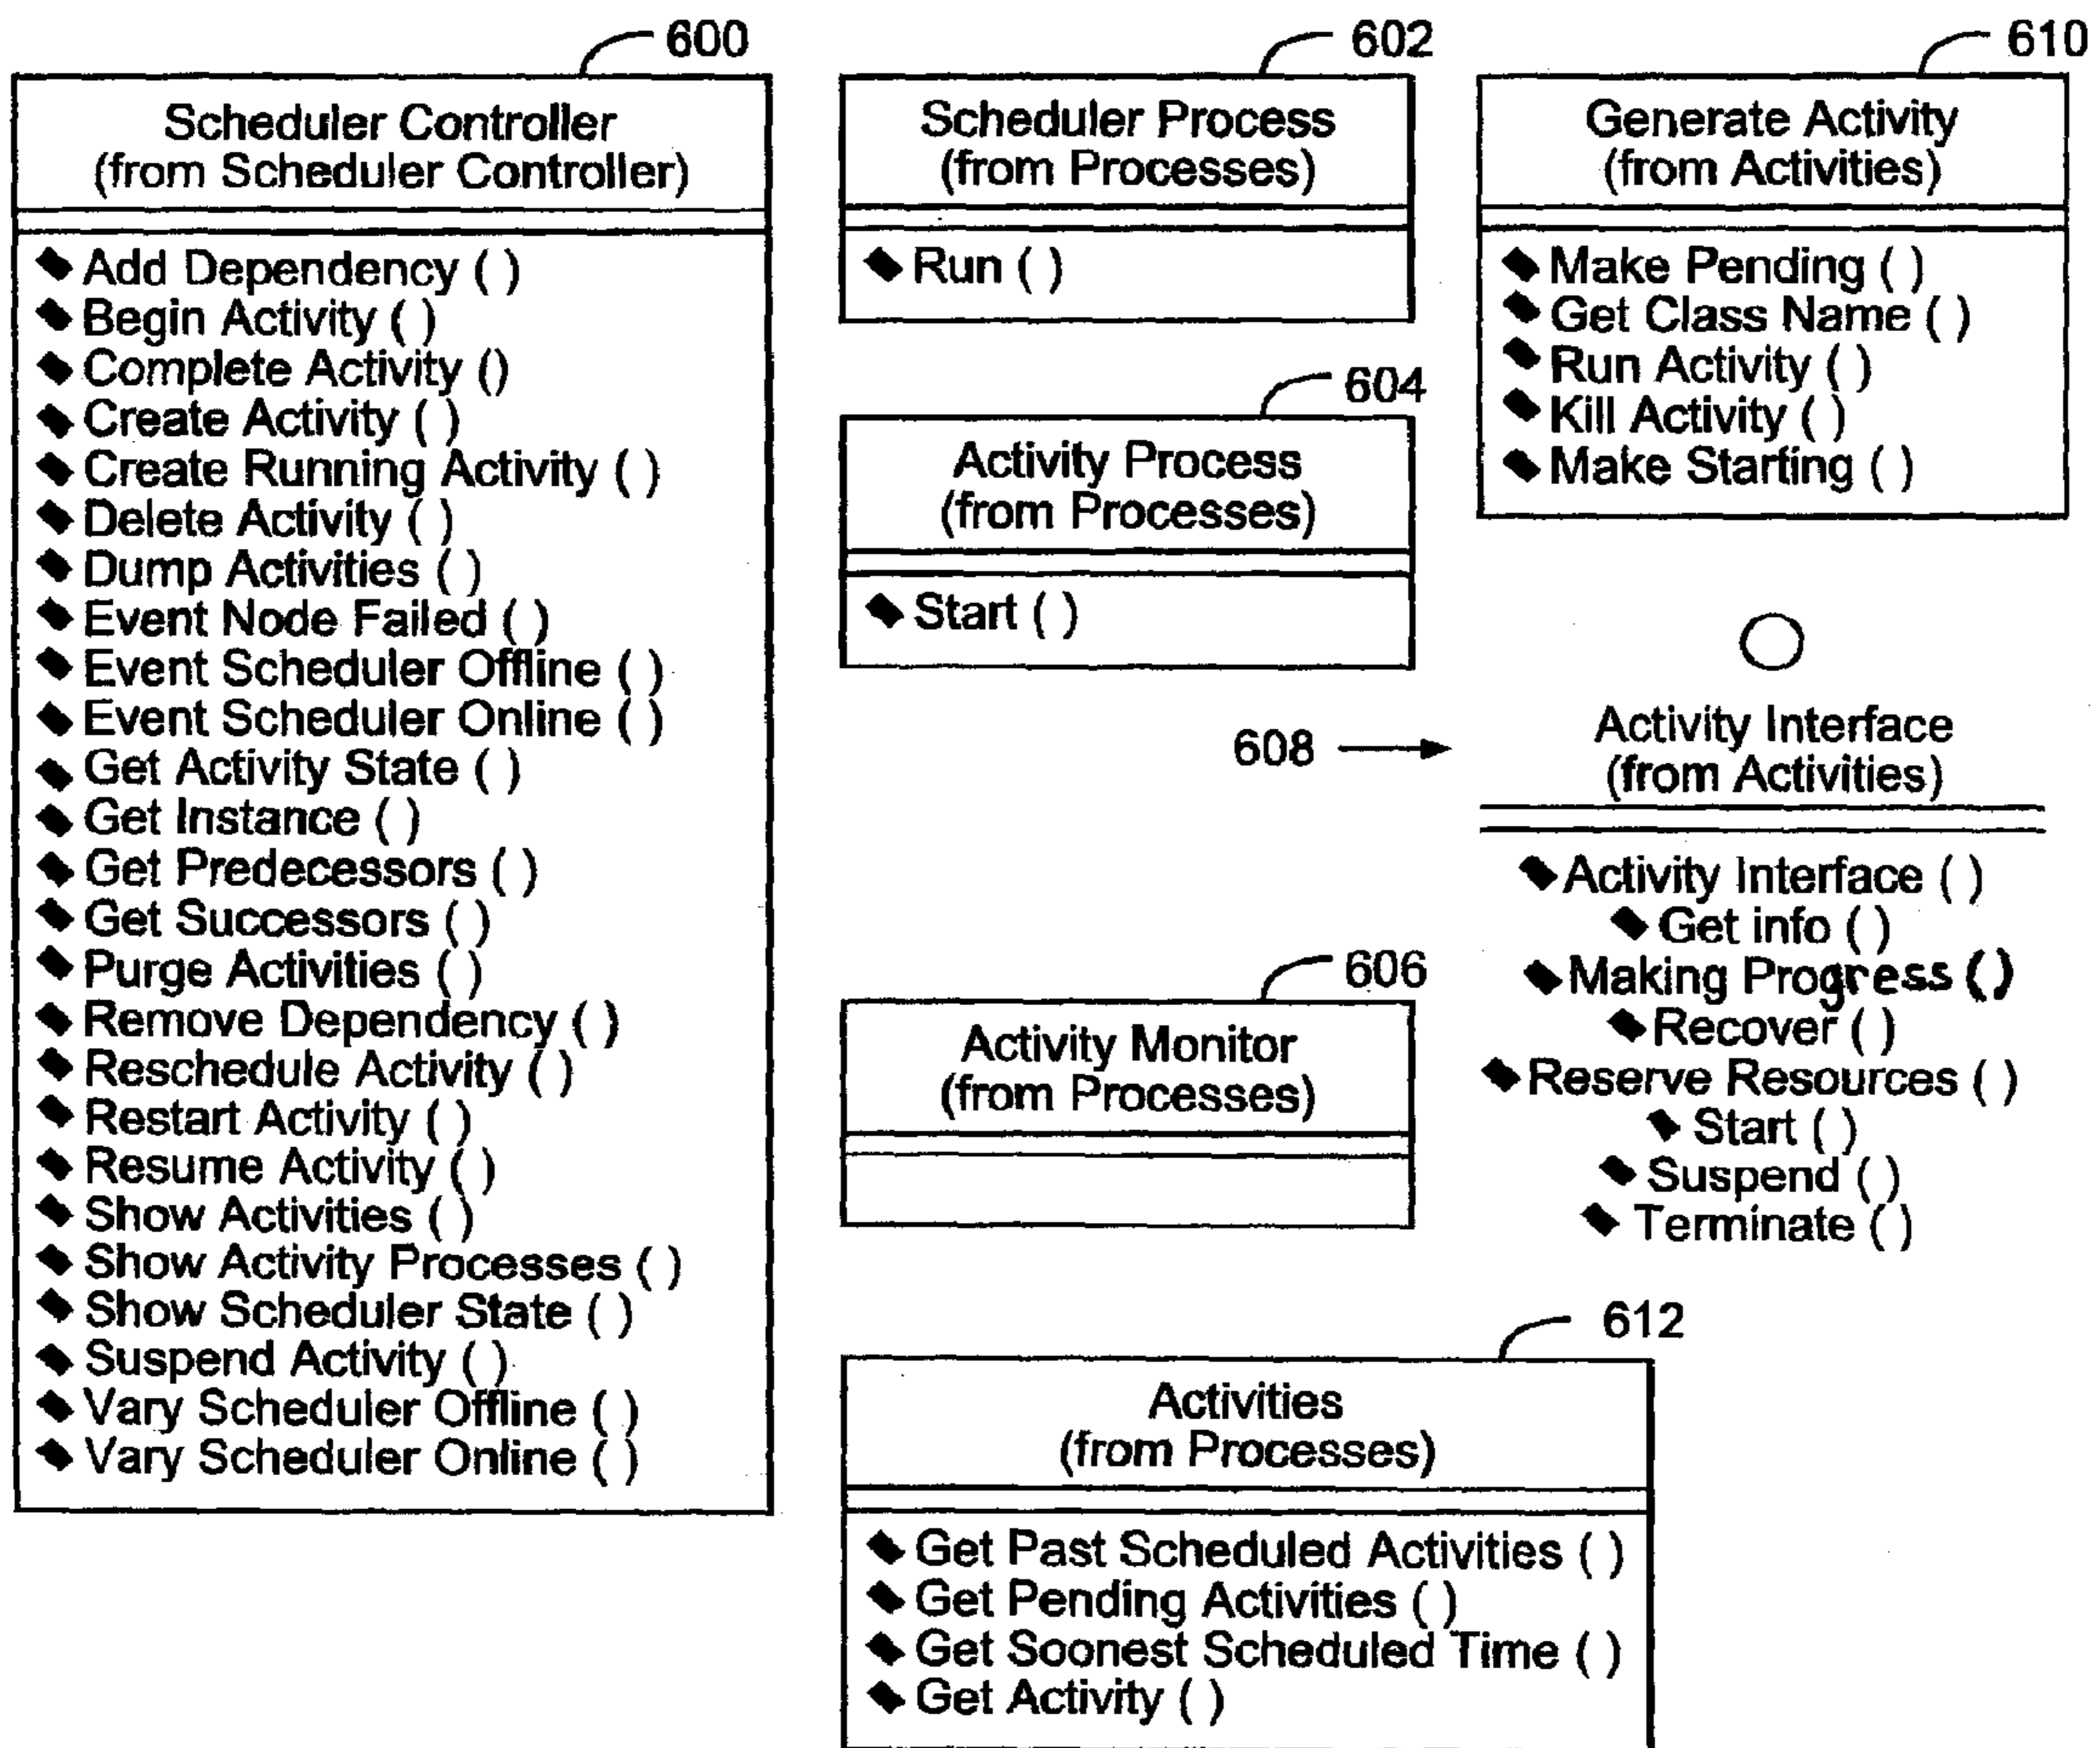 600
Scheduler Controller
(from Scheduler Controller)
Add Dependency ( )
Begin Activity ( )
Complete Activity ()
Create Activity ( )
Create Running Activity ( )
Delete Activity ( )
Dump Activities ( )
Event Node Failed ( )
Event Scheduler Offline ( )
Event Scheduler Online ( )
Get Activity State ( )
Get Instance ( )
Get Predecessors ( )
Get Successors ( )
Purge Activities ( )
Remove Dependency ( )
Reschedule Activity ( )
Restart Activity ( )
Resume Activity ( )
Show Activities ( )
Show Activity Processes ( )
Show Scheduler State ( )
Suspend Activity ( )
Vary Scheduler Offline ( )
Vary Scheduler Online ( )
602
Scheduler Process
(from Processes)
Run ( )
604
Activity Process
(from Processes)
Start ( )
606
Activity Monitor
(from Processes)
610
Generate Activity
(from Activities)
Make Pending ( )
Get Class Name ( )
Run Activity ( )
Kill Activity ( )
Make Starting ( )
608
Activity Interface
(from Activities)
Activity Interface ( )
Get info ( )
Making Progress ( )
Recover ( )
Reserve Resources ( )
Start ( )
Suspend ( )
Terminate ( )
612
Activities
(from Processes)
Get Past Scheduled Activities ( )
Get Pending Activities ( )
Get Soonest Scheduled Time ( )
Get Activity ( )